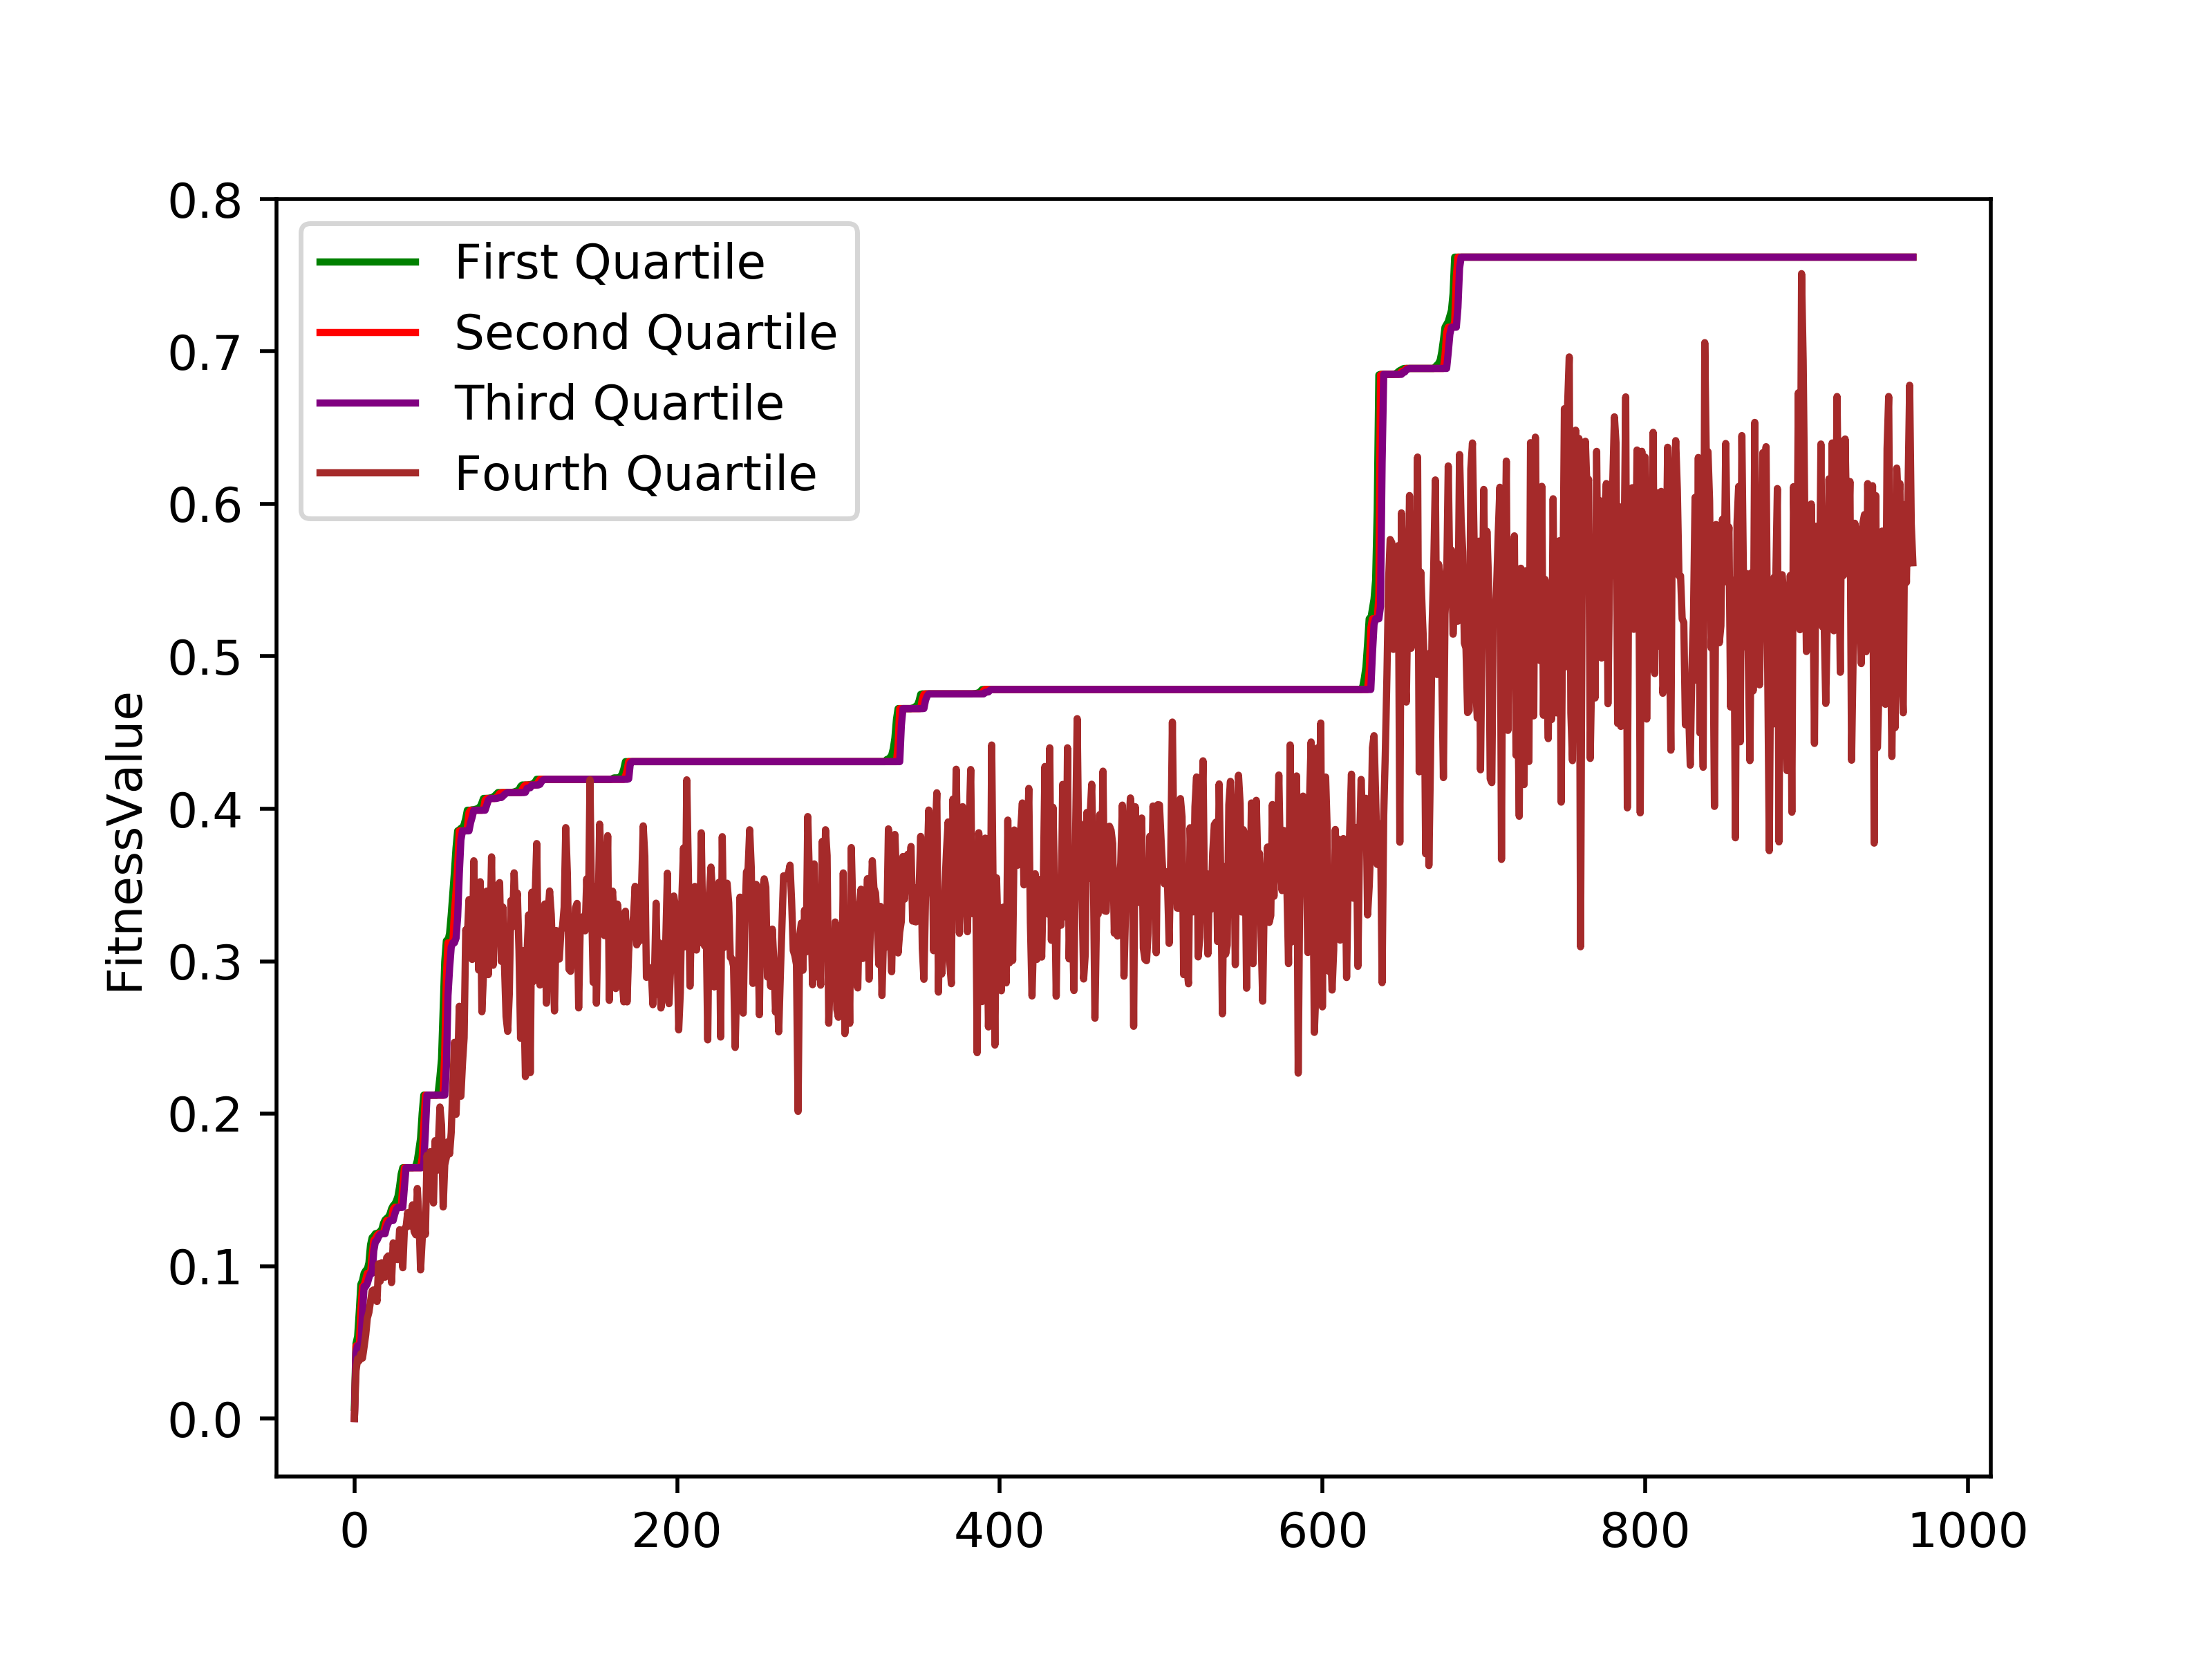 0.8
0.7
0.6
0.5
0.4
0.3
0.2
0.1
0.0
FitnessValue
First Quartile
Second Quartile
Third Quartile
Fourth Quartile
0 200 400 600 800 1000